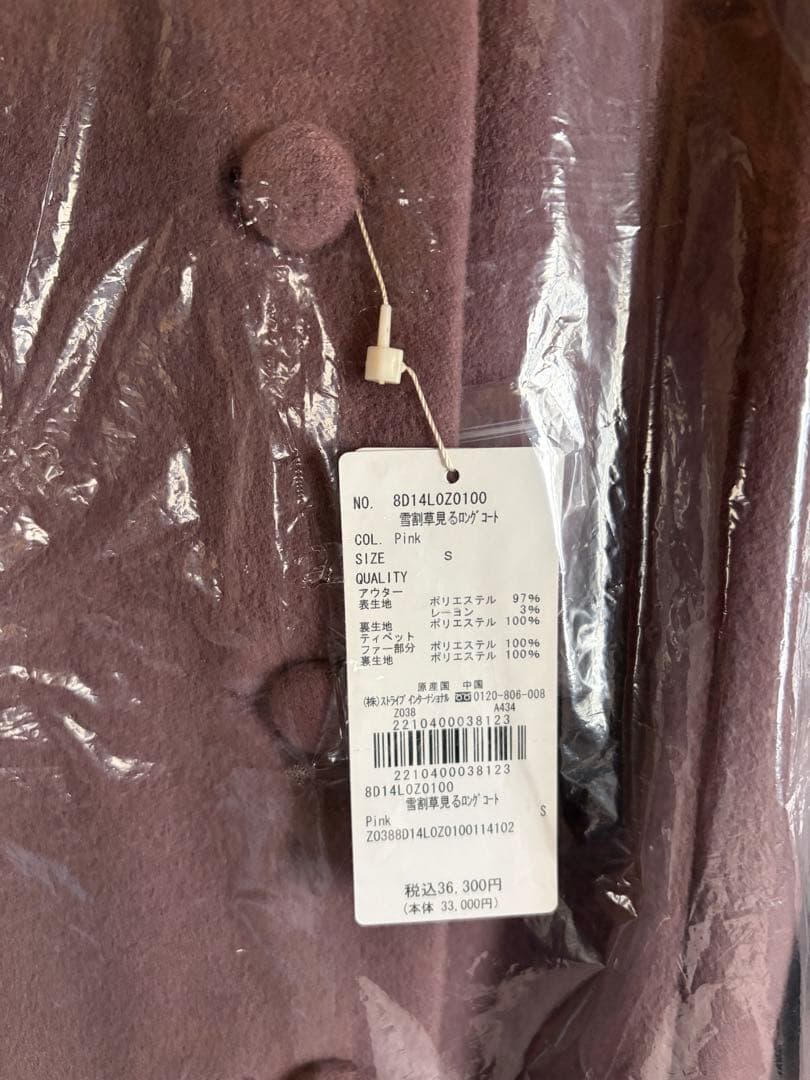 NO. 8D14L0Z0100
雪割草見るﾛﾝｸﾞｺｰﾄ
COL. Pink
SIZE S
QUALITY
アウター
表生地 ポリエステル 97%
レーヨン 3%
裏生地 ポリエステル 100%
ティペット
ファー部分 ポリエステル 100%
裏生地 ポリエステル 100%
原産国 中国
(株)ｽﾄﾗｲﾌﾟ ｲﾝﾀｰﾅｼｮﾅﾙ 0120-806-008
Z038 A434
2210400038123
2210400038123
8D14L0Z0100
雪割草見るﾛﾝｸﾞｺｰﾄ
Pink S
Z0388D14L0Z0100114102
税込36,300円
(本体 33,000円)